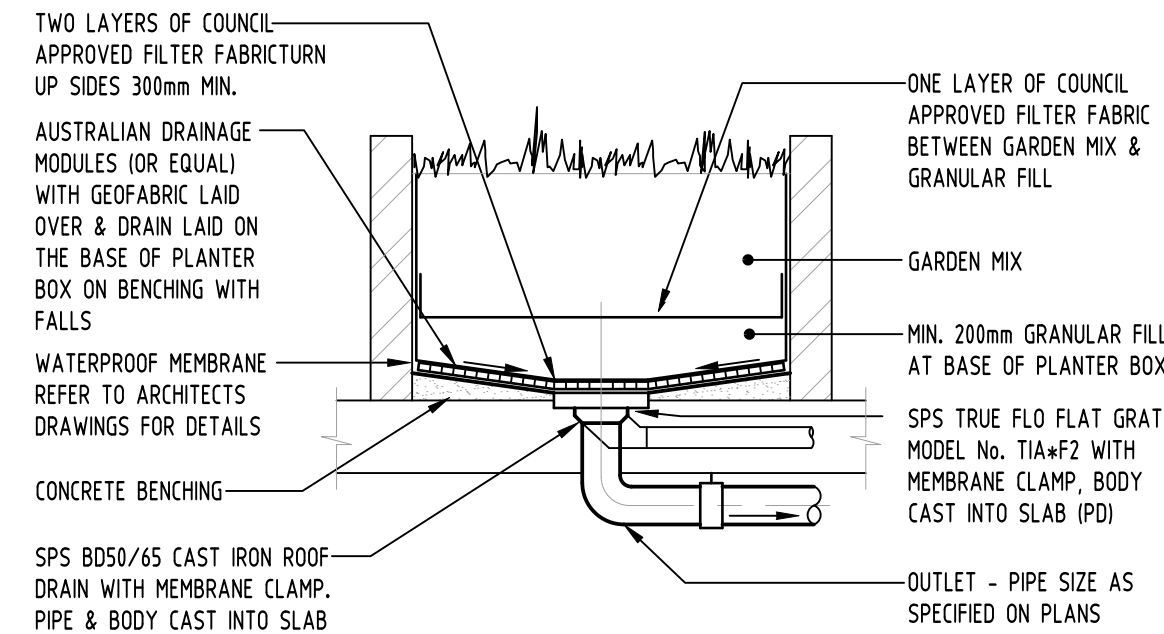 TWO LAYERS OF COUNCIL
APPROVED FILTER FABRICTURN
UP SIDES 300mm MIN.
AUSTRALIAN DRAINAGE
MODULES (OR EQUAL)
WITH GEOFABRIC LAID
OVER & DRAIN LAID ON
THE BASE OF PLANTER
BOX ON BENCHING WITH
FALLS
WATERPROOF MEMBRANE
REFER TO ARCHITECTS
DRAWINGS FOR DETAILS
CONCRETE BENCHING
SPS BD50/65 CAST IRON ROOF
DRAIN WITH MEMBRANE CLAMP.
PIPE & BODY CAST INTO SLAB
ONE LAYER OF COUNCIL
APPROVED FILTER FABRIC
BETWEEN GARDEN MIX &
GRANULAR FILL
GARDEN MIX
MIN. 200mm GRANULAR FILL
AT BASE OF PLANTER BOX
SPS TRUE FLO FLAT GRAT
MODEL No. TIA*F2 WITH
MEMBRANE CLAMP, BODY
CAST INTO SLAB (PD)
OUTLET - PIPE SIZE AS
SPECIFIED ON PLANS